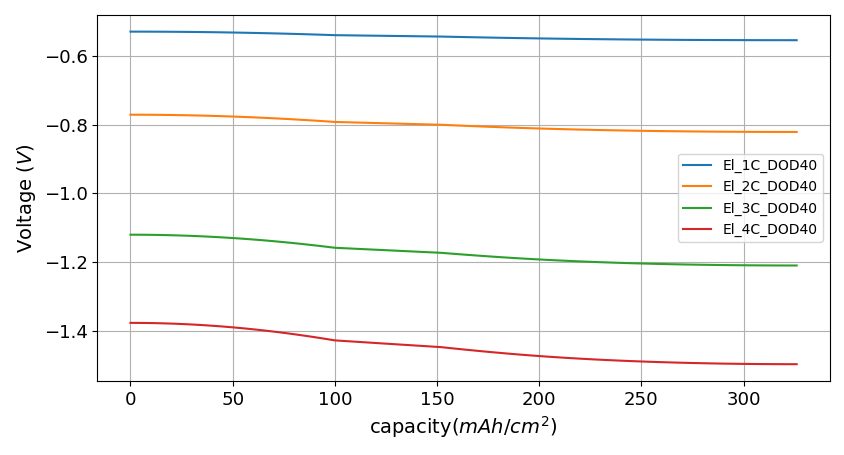 −0.6
−0.8
−1.0
−1.2
−1.4
Voltage (V)
El_1C_DOD40
El_2C_DOD40
El_3C_DOD40
El_4C_DOD40
0 50 100 150 200 250 300
capacity(mAh/cm²)